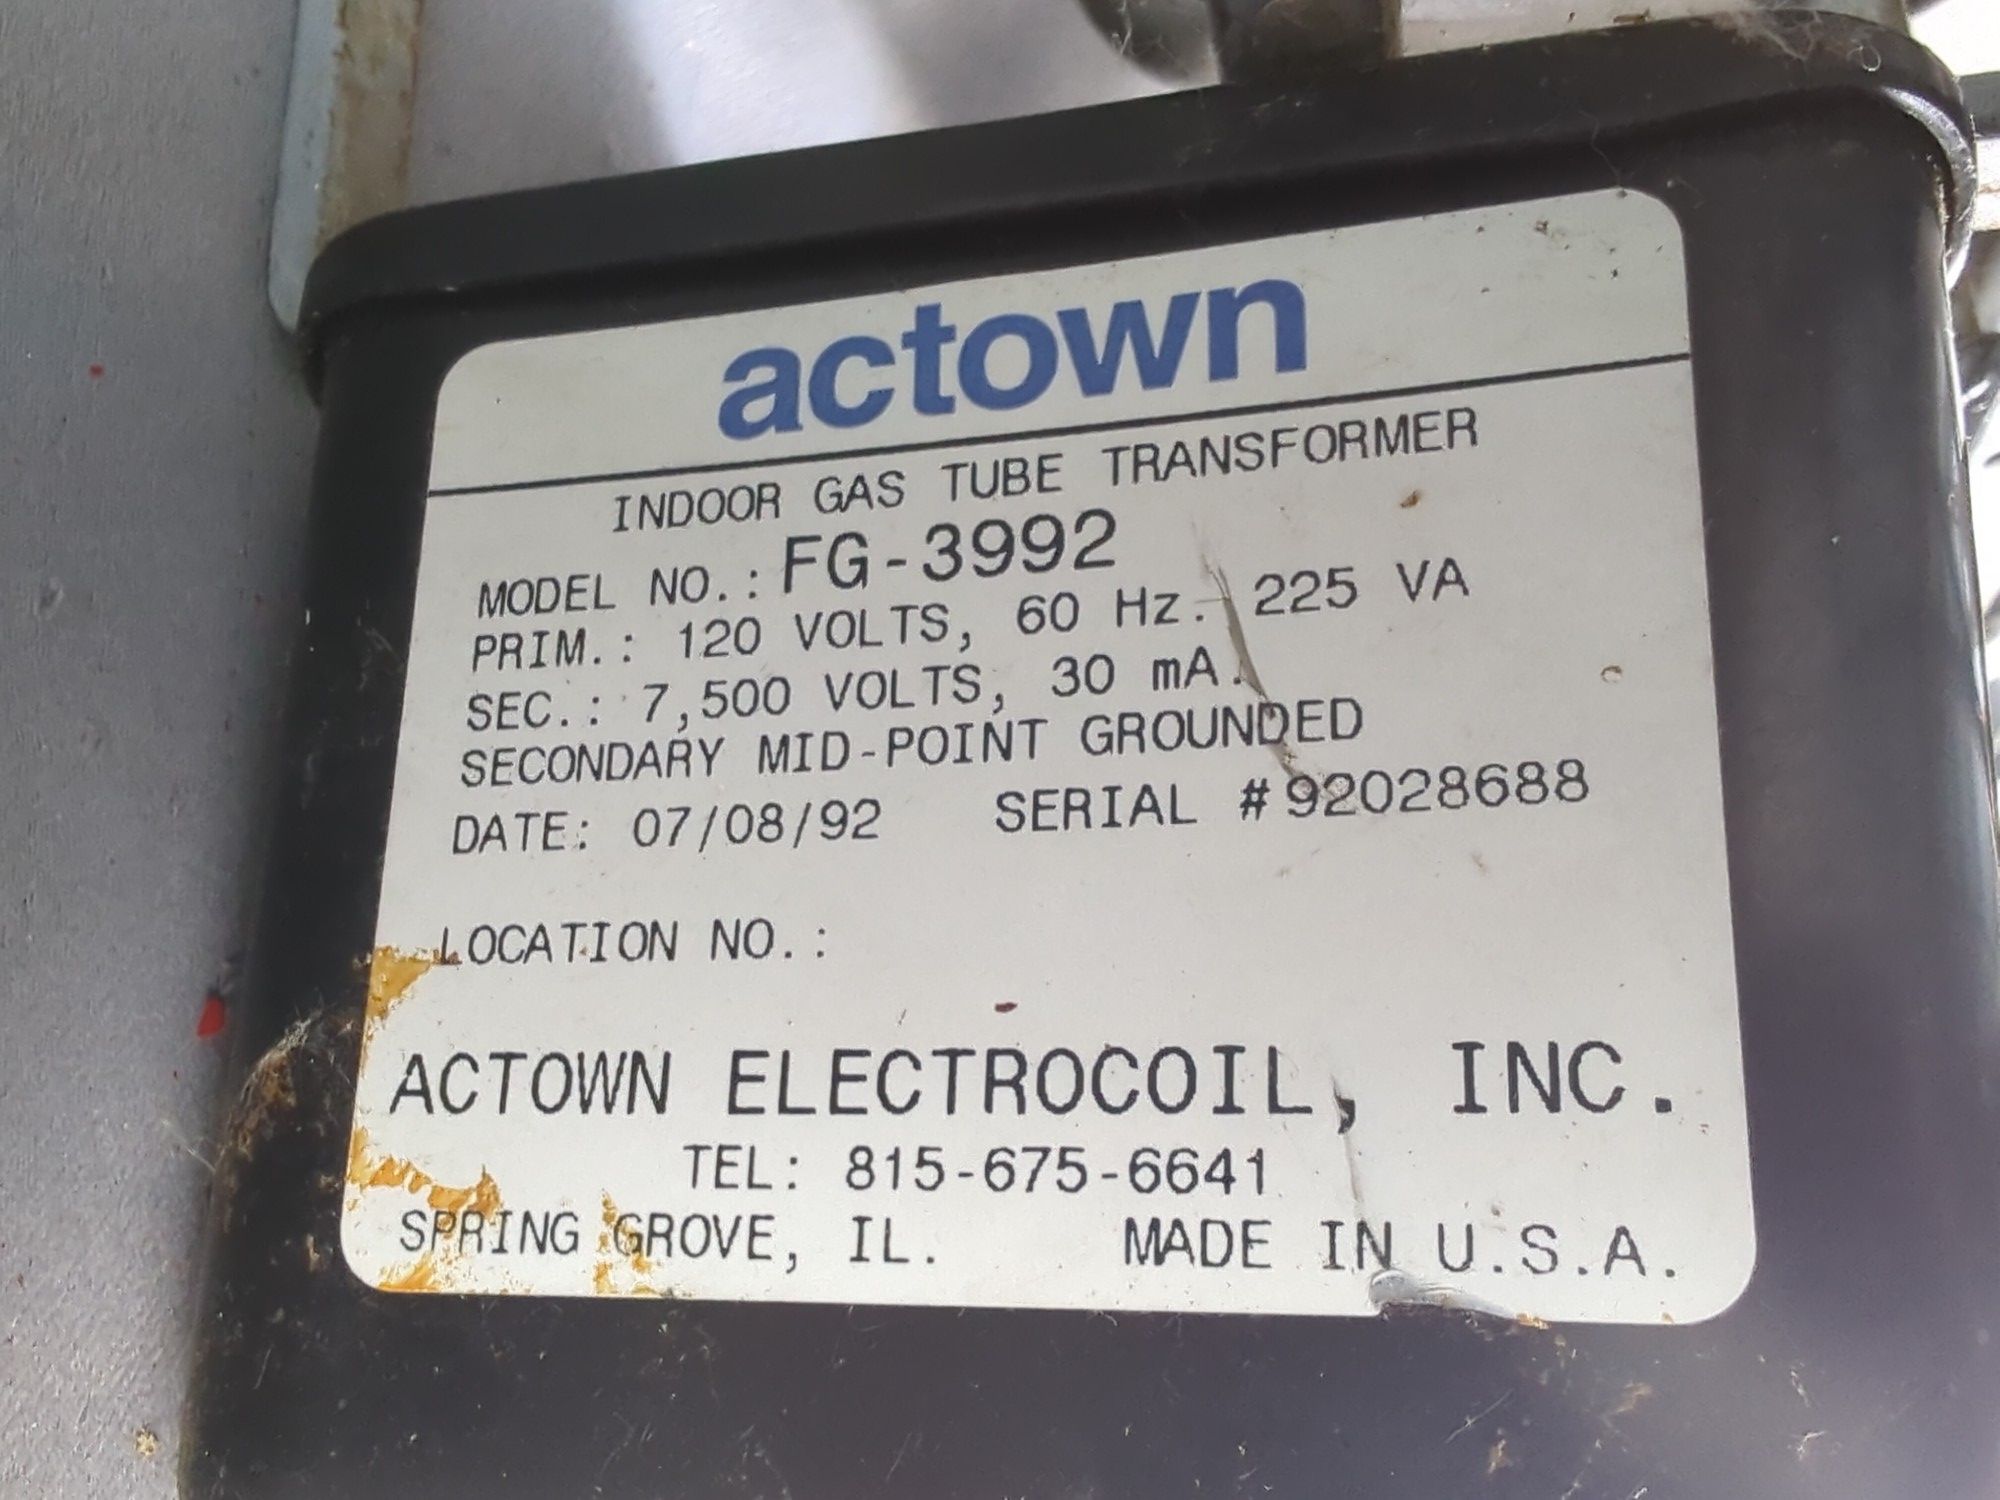 actown
INDOOR GAS TUBE TRANSFORMER
MODEL NO.: FG-3992
PRIM.: 120 VOLTS, 60 Hz. 225 VA
SEC.: 7,500 VOLTS, 30 mA.
SECONDARY MID-POINT GROUNDED
DATE: 07/08/92 SERIAL #92028688
LOCATION NO.:
ACTOWN ELECTROCOIL, INC.
TEL: 815-675-6641
SPRING GROVE, IL. MADE IN U.S.A.